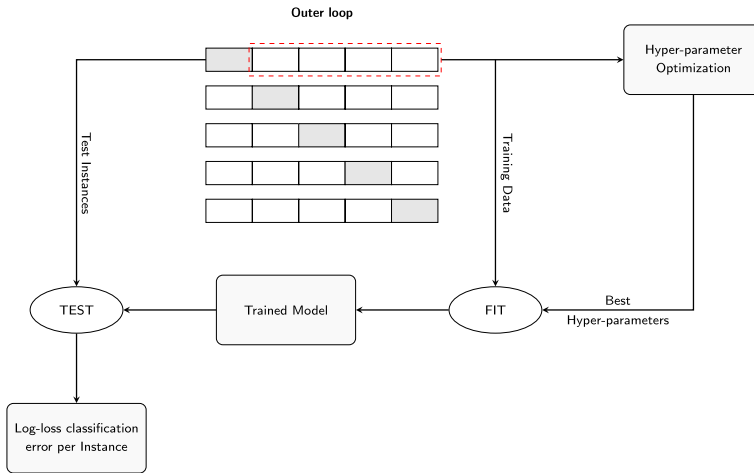 Outer loop
Hyper-parameter
Optimization
Test Instances
Training Data
TEST
Trained Model
FIT
Best
Hyper-parameters
Log-loss classification
error per Instance